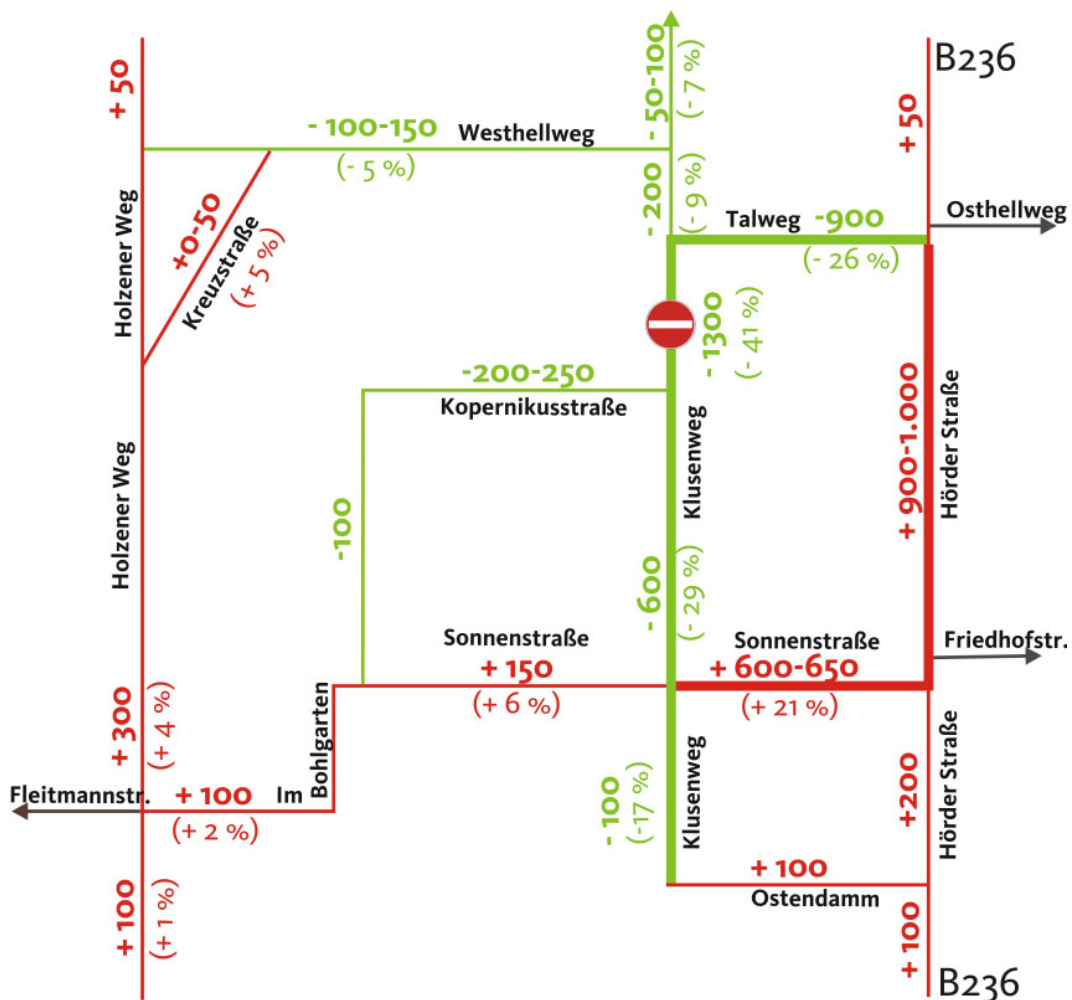 B236
+ 50
- 50-100
(- 7 %)
+ 50
- 100-150
Westhellweg
(- 5 %)
- 200
(- 9 %)
Talweg
-900
(- 26 %)
Osthellweg
Holzener Weg
+0-50
Kreuzstraße
(+ 5 %)
- 1300
(- 41 %)
-200-250
Kopernikusstraße
Klusenweg
+ 900-1.000
Hörder Straße
Holzener Weg
-100
- 600
(- 29 %)
Sonnenstraße
+ 150
(+ 6 %)
Sonnenstraße
+ 600-650
(+ 21 %)
Friedhofstr.
+ 300
(+ 4 %)
Fleitmannstr.
+ 100
(+ 2 %)
Im
Bohlgarten
- 100
(-17 %)
Klusenweg
+200
Hörder Straße
+ 100
Ostendamm
+100
(+ 1 %)
+ 100
B236